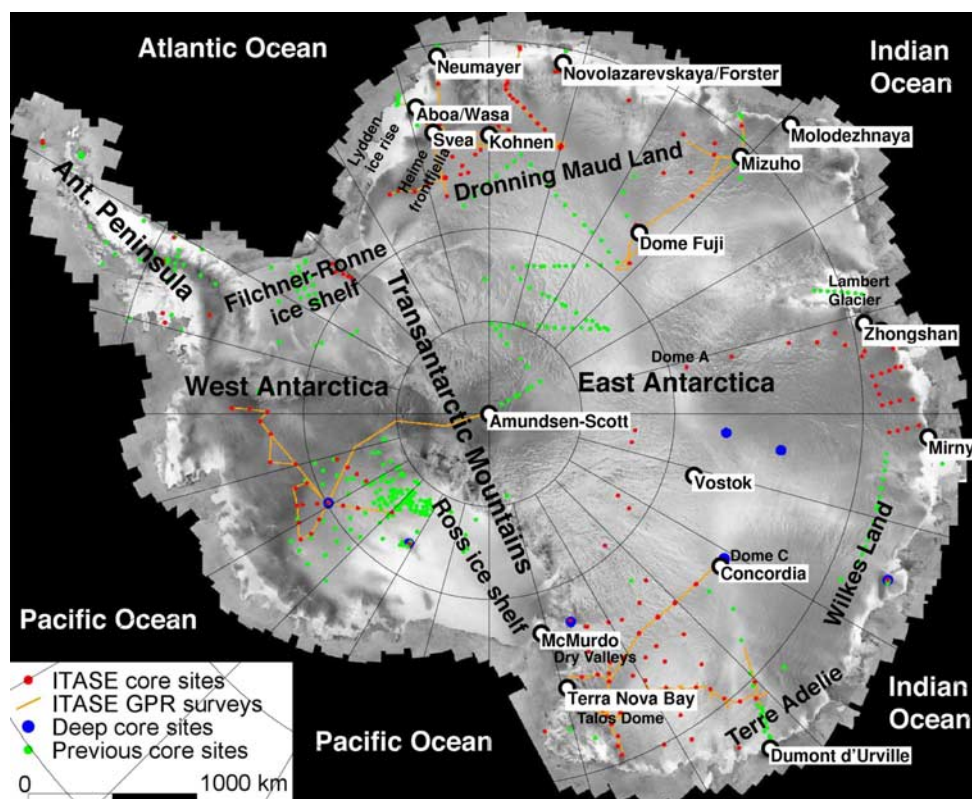 Atlantic Ocean
Indian
Ocean
Neumayer
Novolazarevskaya/Forster
Aboa/Wasa
Svea
Kohnen
Molodezhnaya
Mizuho
Lydden
ice rise
Heime
frontfjella
Dronning Maud Land
Ant. Peninsula
Dome Fuji
Filchner-Ronne
ice shelf
Transantarctic Mountains
Lambert
Glacier
Zhongshan
Dome A
West Antarctica
East Antarctica
Amundsen-Scott
Mirny
Vostok
Ross ice shelf
Dome C
Concordia
Wilkes Land
Pacific Ocean
McMurdo
Dry Valleys
Terra Nova Bay
Talos Dome
Terre Adelie
Indian
Ocean
Dumont d'Urville
Pacific Ocean
ITASE core sites
ITASE GPR surveys
Deep core sites
Previous core sites
0 1000 km